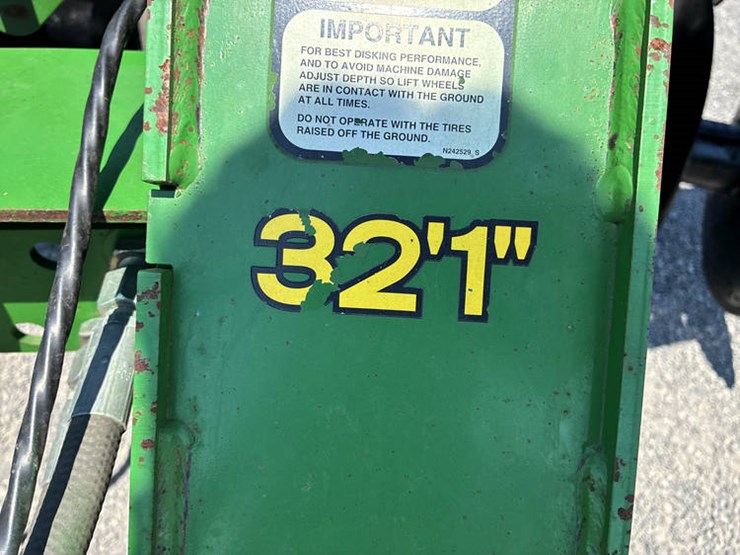 IMPORTANT
FOR BEST DISKING PERFORMANCE,
AND TO AVOID MACHINE DAMAGE
ADJUST DEPTH SO LIFT WHEELS
ARE IN CONTACT WITH THE GROUND
AT ALL TIMES.
DO NOT OPERATE WITH THE TIRES
RAISED OFF THE GROUND.
N242529 S
32'1"